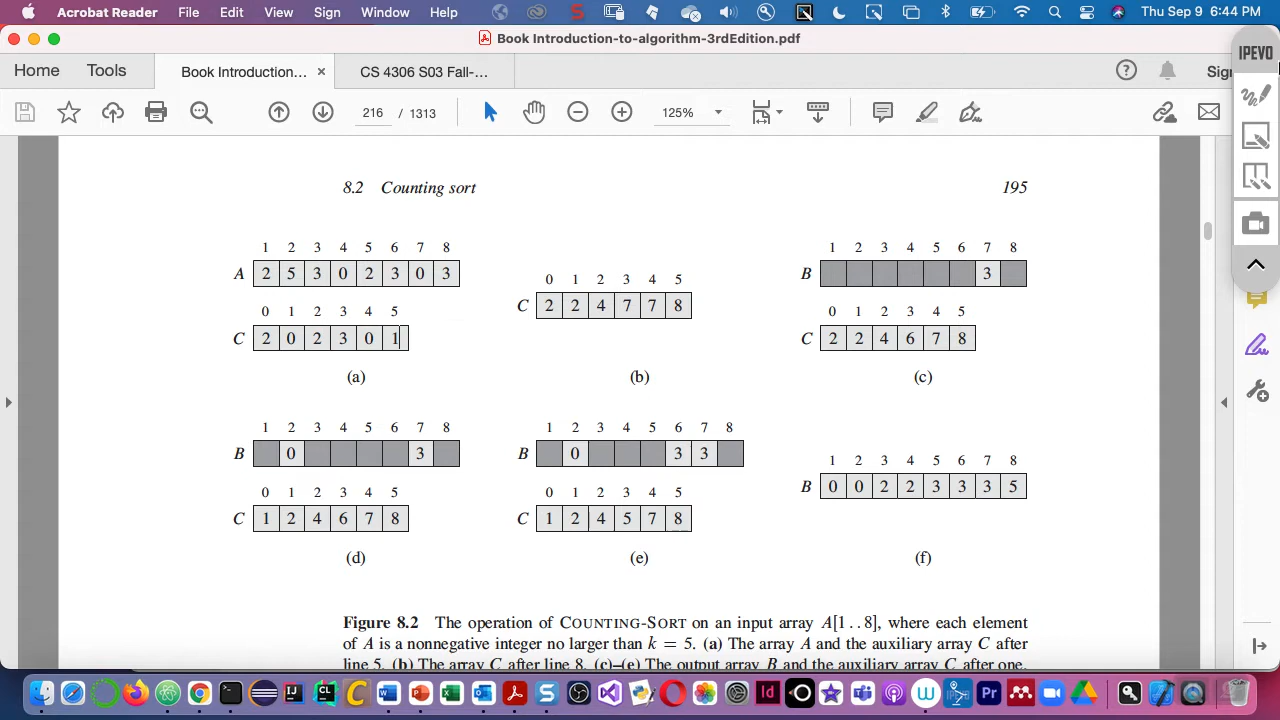 Acrobat Reader File Edit View Sign Window Help Thu Sep 9 6:44 PM
Book Introduction-to-algorithm-3rdEdition.pdf
IPEVO
Home Tools Book Introduction... × CS 4306 S03 Fall-... Sign
216 / 1313 125%
8.2 Counting sort 195
1 2 3 4 5 6 7 8
A 2 5 3 0 2 3 0 3
0 1 2 3 4 5
C 2 0 2 3 0 1
(a)
0 1 2 3 4 5
C 2 2 4 7 7 8
(b)
1 2 3 4 5 6 7 8
B 3
0 1 2 3 4 5
C 2 2 4 6 7 8
(c)
1 2 3 4 5 6 7 8
B 0 3
0 1 2 3 4 5
C 1 2 4 6 7 8
(d)
1 2 3 4 5 6 7 8
B 0 3 3
0 1 2 3 4 5
C 1 2 4 5 7 8
(e)
1 2 3 4 5 6 7 8
B 0 0 2 2 3 3 3 5
(f)
Figure 8.2 The operation of COUNTING-SORT on an input array A[1 . . 8], where each element
of A is a nonnegative integer no larger than k = 5. (a) The array A and the auxiliary array C after
line 5. (b) The array C after line 8. (c)–(e) The output array B and the auxiliary array C after one,